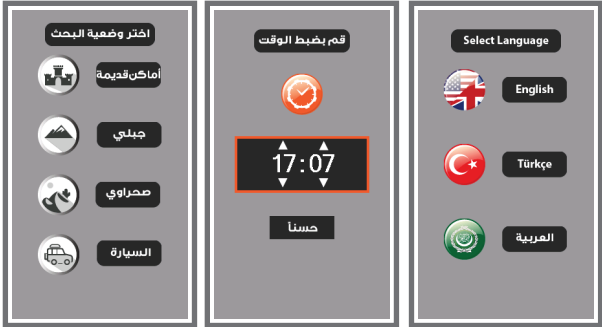 اختر وضعية البحث
أماكن قديمة
جبلي
صحراوي
السيارة
قم بضبط الوقت
17:07
حسناً
Select Language
English
Türkçe
العربية